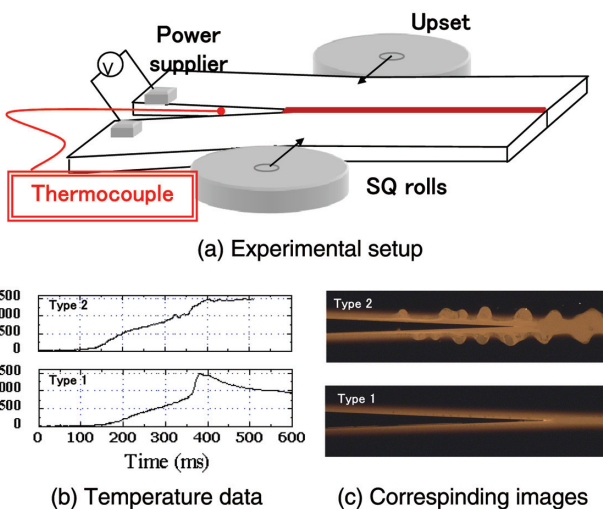 Power
supplier
Upset
V
Thermocouple
SQ rolls
(a) Experimental setup
Type 2
500
000
500
0
Type 1
500
000
500
0
0 100 200 300 400 500 600
Time (ms)
(b) Temperature data
Type 2
Type 1
(c) Correspinding images